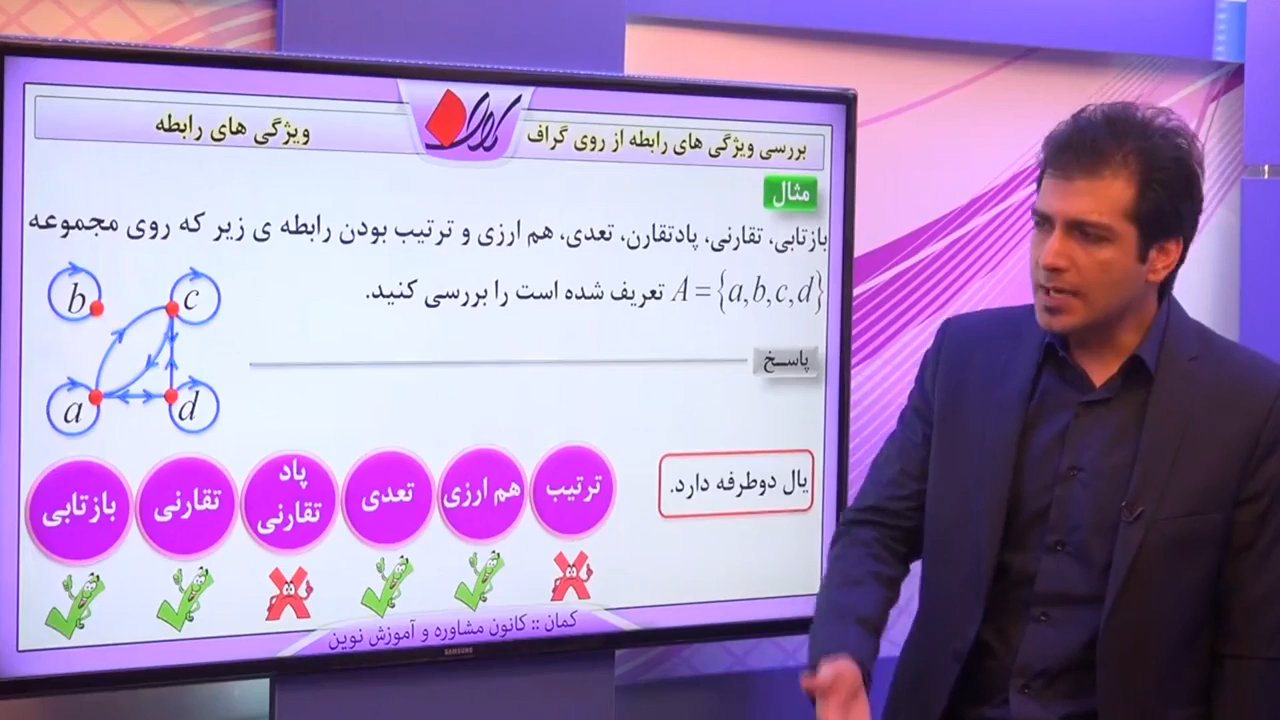 بررسی ویژگی های رابطه از روی گراف
ویژگی های رابطه
مثال
بازتابی، تقارنی، پادتقارن، تعدی، هم ارزی و ترتیب بودن رابطه ی زیر که روی مجموعه
A = {a,b,c,d} تعریف شده است را بررسی کنید.
b
c
a
d
پاسخ
یال دوطرفه دارد.
ترتیب
هم ارزی
تعدی
پاد
تقارنی
تقارنی
بازتابی
کمان :: کانون مشاوره و آموزش نوین
SAMSUNG